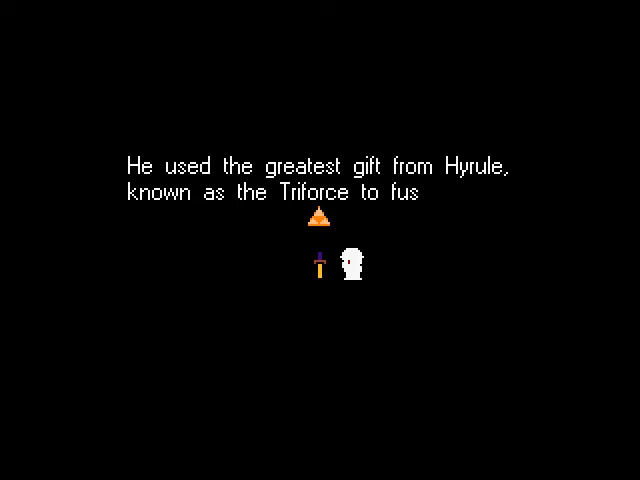 He used the greatest gift from Hyrule,
known as the Triforce to fus